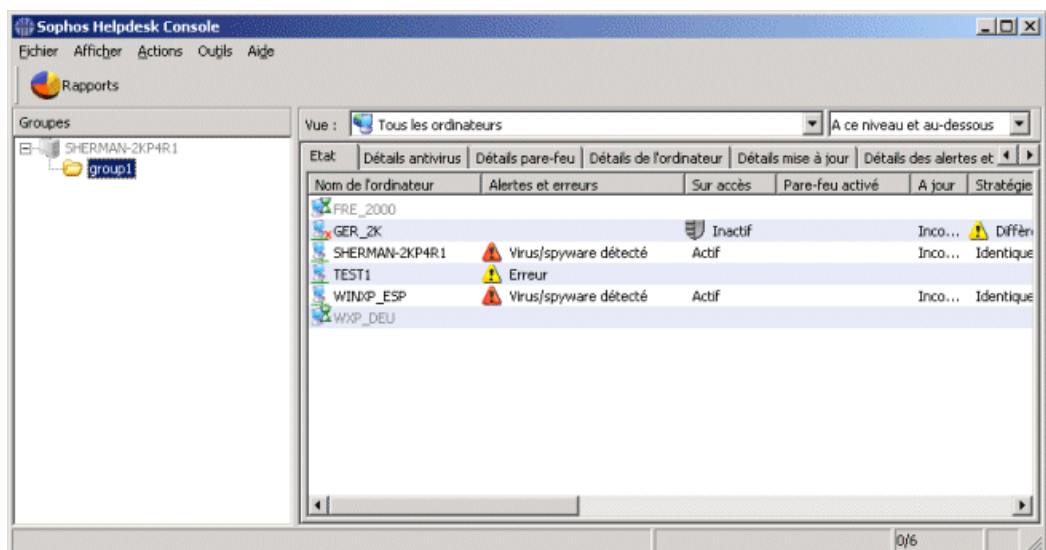 Sophos Helpdesk Console
Fichier Afficher Actions Outils Aide
Rapports
Groupes
SHERMAN-2KP4R1
group1
Vue : Tous les ordinateurs A ce niveau et au-dessous
Etat Détails antivirus Détails pare-feu Détails de l'ordinateur Détails mise à jour Détails des alertes et
Nom de l'ordinateur Alertes et erreurs Sur accès Pare-feu activé A jour Stratégie
FRE_2000
GER_2K Inactif Inco... Différ
SHERMAN-2KP4R1 Virus/spyware détecté Actif Inco... Identique
TEST1 Erreur
WINXP_ESP Virus/spyware détecté Actif Inco... Identique
WXP_DEU
0/6